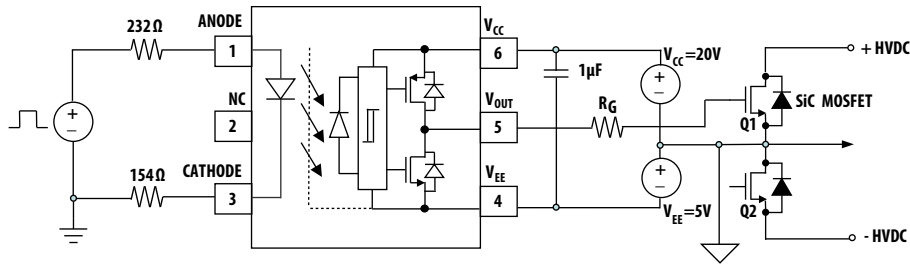 232Ω
ANODE
1
NC
2
154Ω
CATHODE
3
VCC
6
VOUT
5
VEE
4
1µF
RG
+
−
VCC=20V
+
−
VEE=5V
+
−
+ HVDC
SiC MOSFET
Q1
Q2
- HVDC